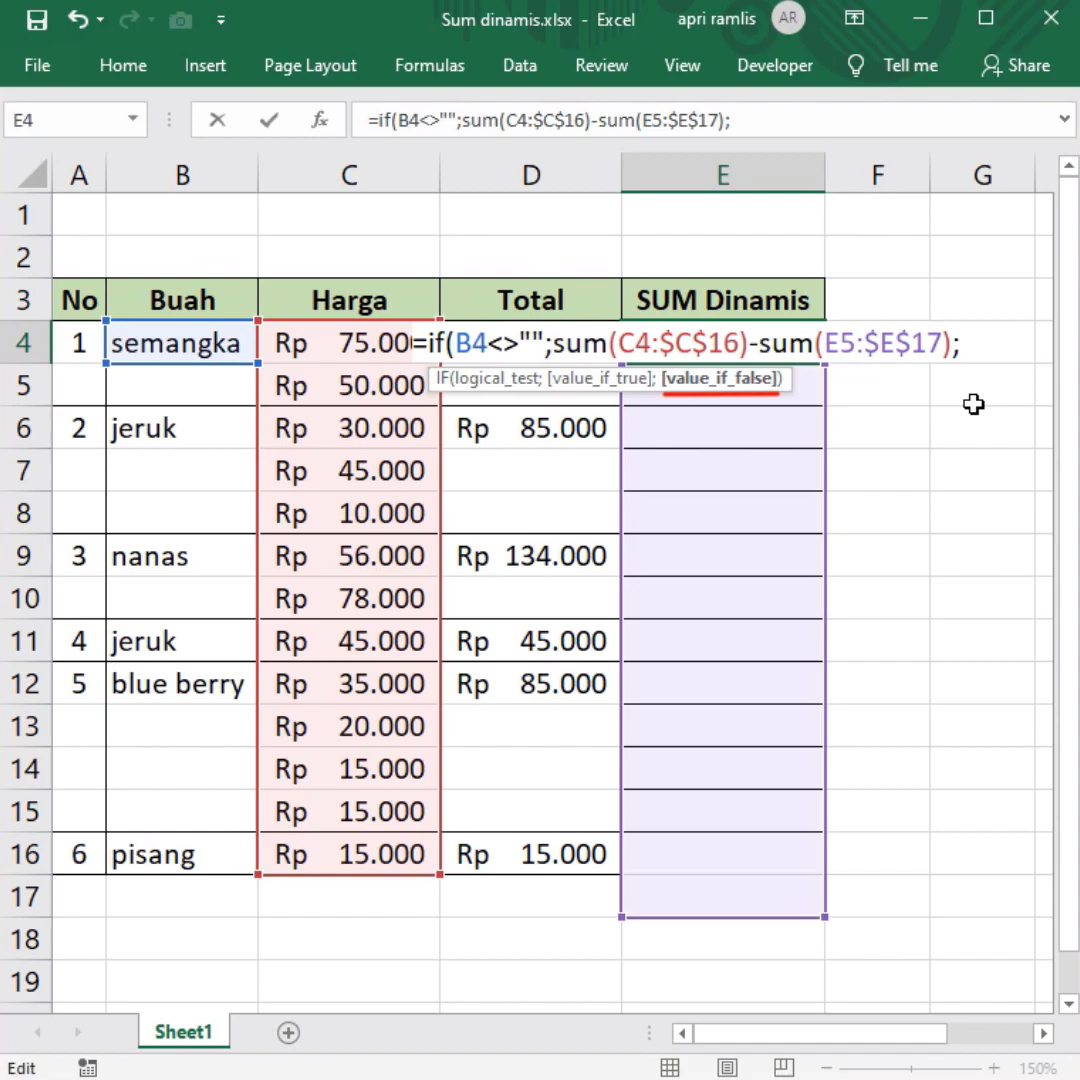 Sum dinamis.xlsx - Excel
apri ramlis
AR
File Home Insert Page Layout Formulas Data Review View Developer Tell me Share
E4 fx =if(B4<>"";sum(C4:$C$16)-sum(E5:$E$17);
A B C D E F G
1
2
3 No Buah Harga Total SUM Dinamis
4 1 semangka Rp 75.00 =if(B4<>"";sum(C4:$C$16)-sum(E5:$E$17);
IF(logical_test; [value_if_true]; [value_if_false])
5 Rp 50.000
6 2 jeruk Rp 30.000 Rp 85.000
7 Rp 45.000
8 Rp 10.000
9 3 nanas Rp 56.000 Rp 134.000
10 Rp 78.000
11 4 jeruk Rp 45.000 Rp 45.000
12 5 blue berry Rp 35.000 Rp 85.000
13 Rp 20.000
14 Rp 15.000
15 Rp 15.000
16 6 pisang Rp 15.000 Rp 15.000
17
18
19
Sheet1
Edit 150%